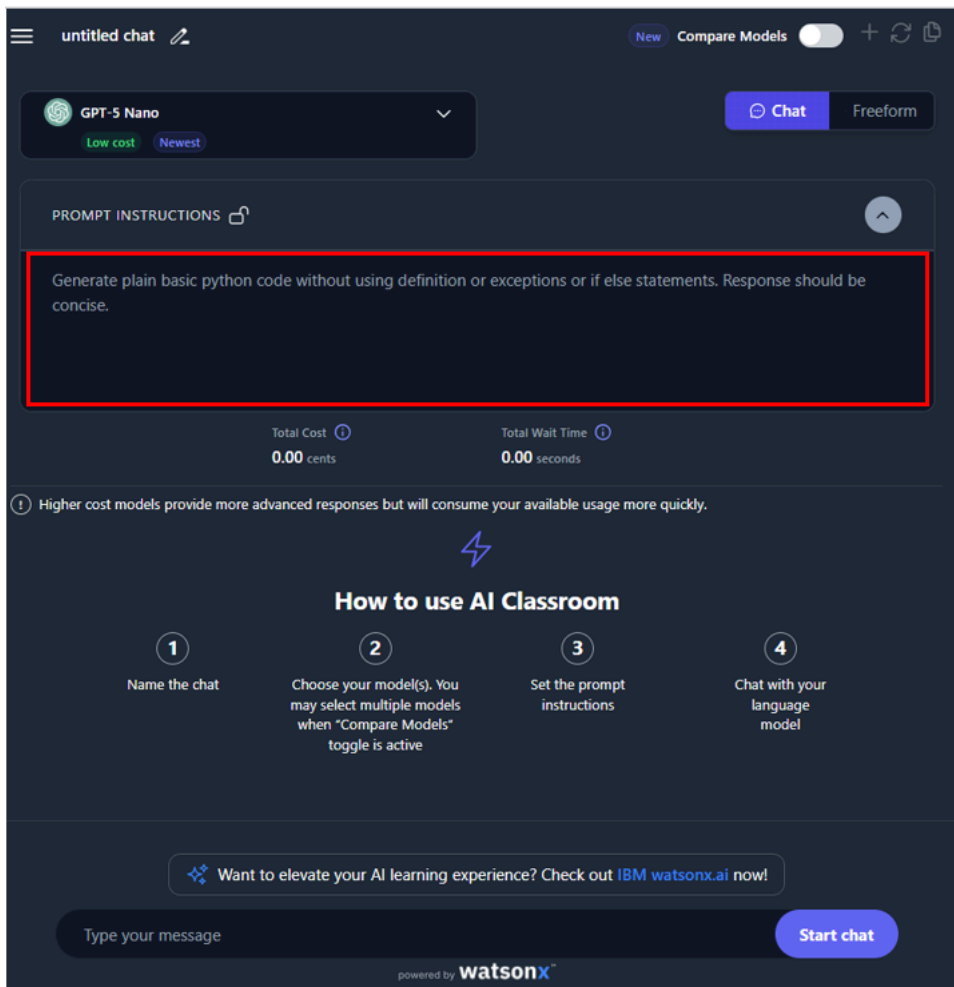 untitled chat
New Compare Models
GPT-5 Nano
Low cost Newest
Chat Freeform
PROMPT INSTRUCTIONS
Generate plain basic python code without using definition or exceptions or if else statements. Response should be
concise.
Total Cost
0.00 cents
Total Wait Time
0.00 seconds
Higher cost models provide more advanced responses but will consume your available usage more quickly.
How to use AI Classroom
1
Name the chat
2
Choose your model(s). You
may select multiple models
when "Compare Models"
toggle is active
3
Set the prompt
instructions
4
Chat with your
language
model
Want to elevate your AI learning experience? Check out IBM watsonx.ai now!
Type your message
Start chat
powered by watsonx™